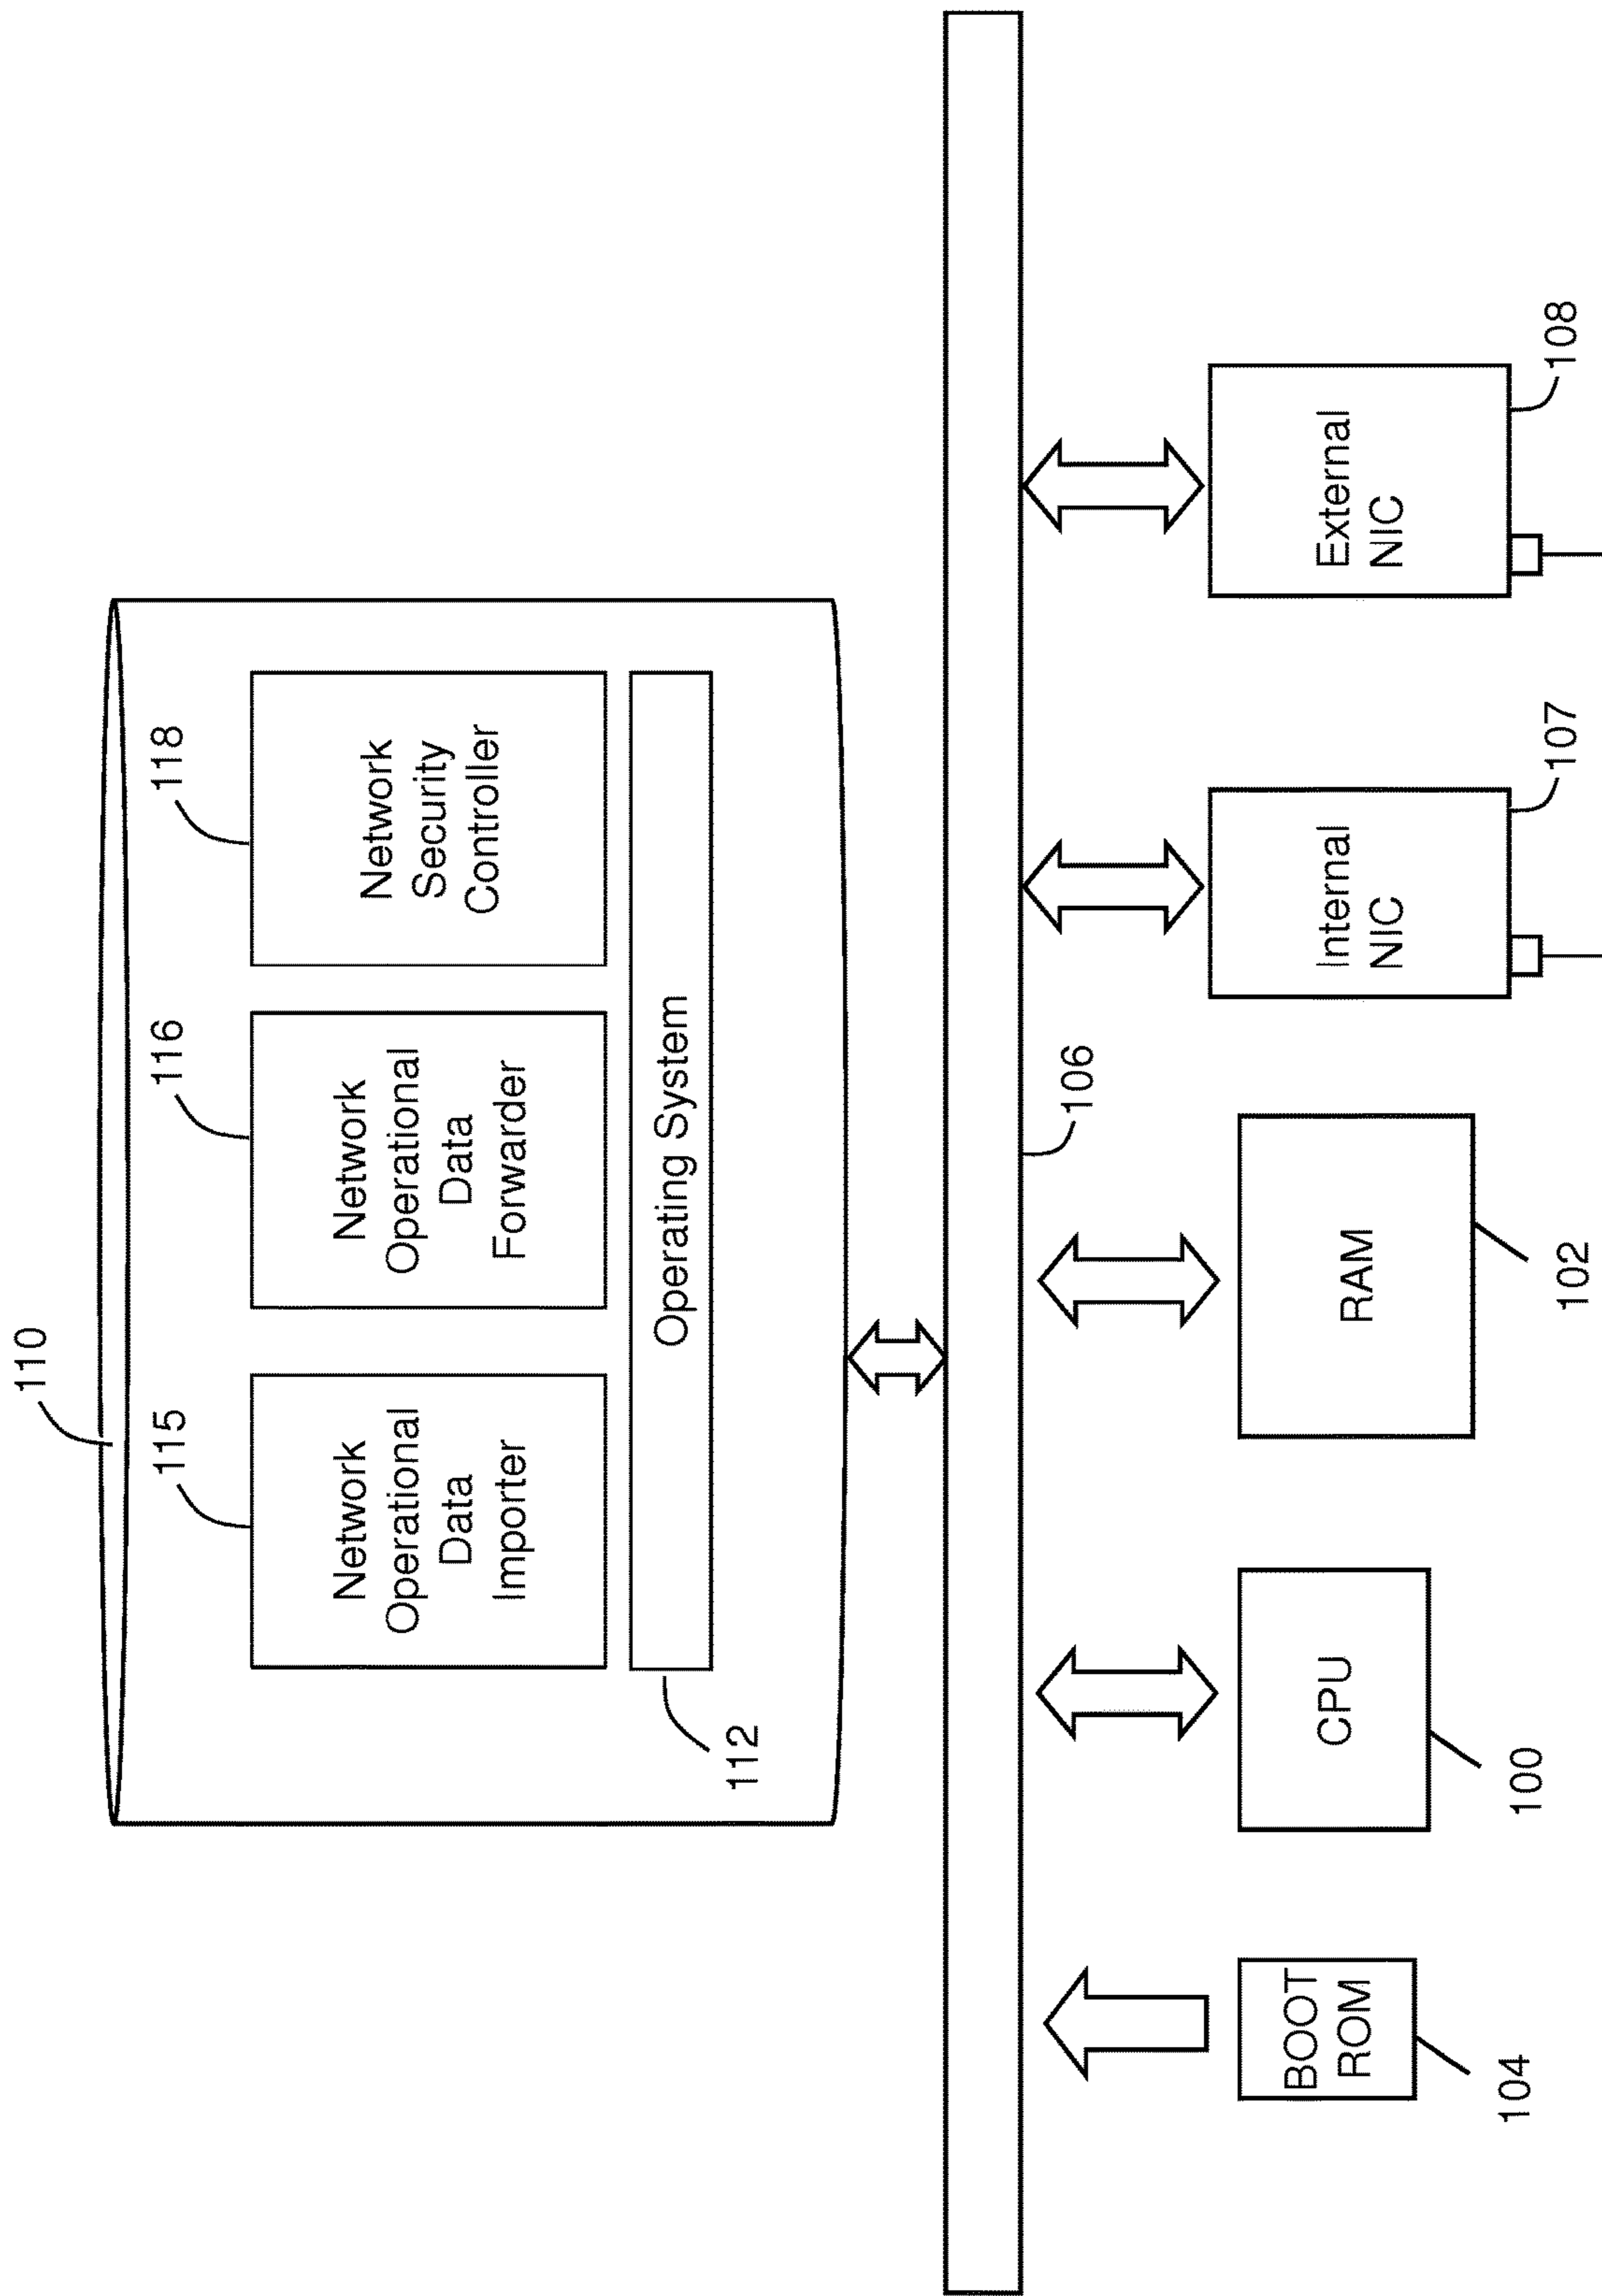 110
115
116
118
Network
Operational
Data
Importer
Network
Operational
Data
Forwarder
Network
Security
Controller
Operating System
112
106
BOOT
ROM
104
CPU
100
RAM
102
Internal
NIC
107
External
NIC
108